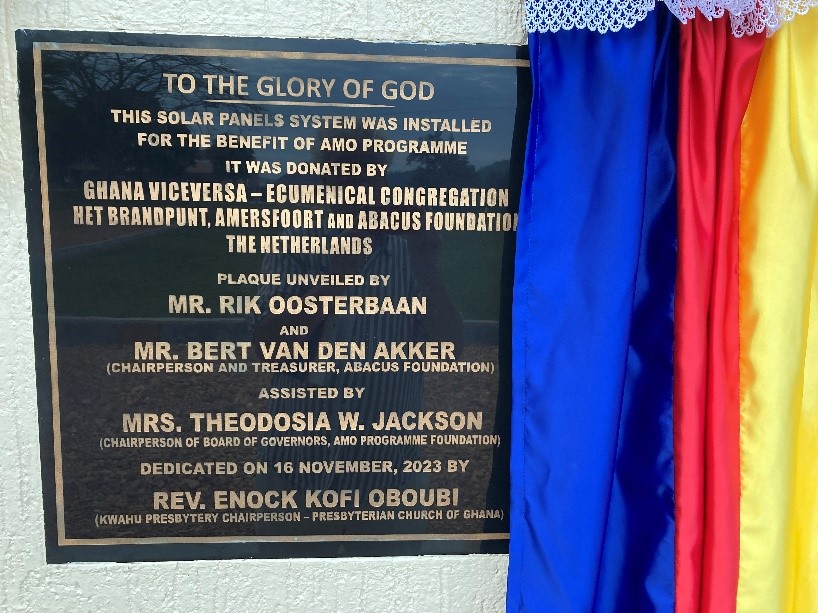 TO THE GLORY OF GOD
THIS SOLAR PANELS SYSTEM WAS INSTALLED
FOR THE BENEFIT OF AMO PROGRAMME
IT WAS DONATED BY
GHANA VICEVERSA – ECUMENICAL CONGREGATION
HET BRANDPUNT, AMERSFOORT AND ABACUS FOUNDATION
THE NETHERLANDS
PLAQUE UNVEILED BY
MR. RIK OOSTERBAAN
AND
MR. BERT VAN DEN AKKER
(CHAIRPERSON AND TREASURER, ABACUS FOUNDATION)
ASSISTED BY
MRS. THEODOSIA W. JACKSON
(CHAIRPERSON OF BOARD OF GOVERNORS, AMO PROGRAMME FOUNDATION)
DEDICATED ON 16 NOVEMBER, 2023 BY
REV. ENOCK KOFI OBOUBI
(KWAHU PRESBYTERY CHAIRPERSON – PRESBYTERIAN CHURCH OF GHANA)